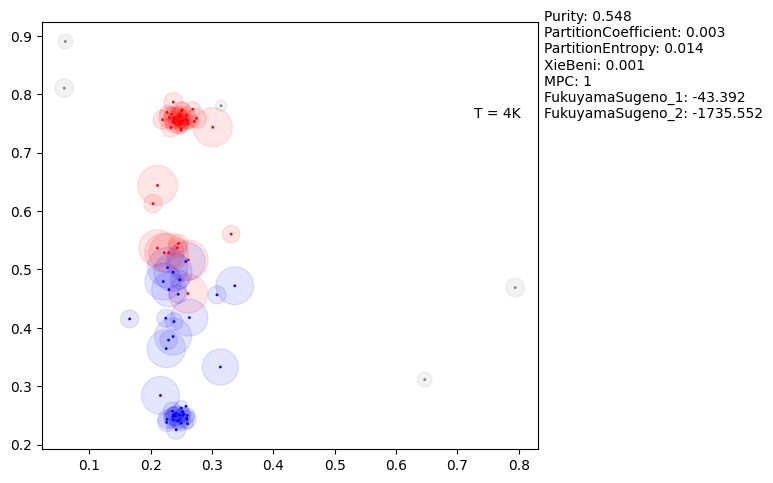 Purity: 0.548
PartitionCoefficient: 0.003
PartitionEntropy: 0.014
XieBeni: 0.001
MPC: 1
FukuyamaSugeno_1: -43.392
FukuyamaSugeno_2: -1735.552
T = 4K
0.9
0.8
0.7
0.6
0.5
0.4
0.3
0.2
0.1
0.2
0.3
0.4
0.5
0.6
0.7
0.8